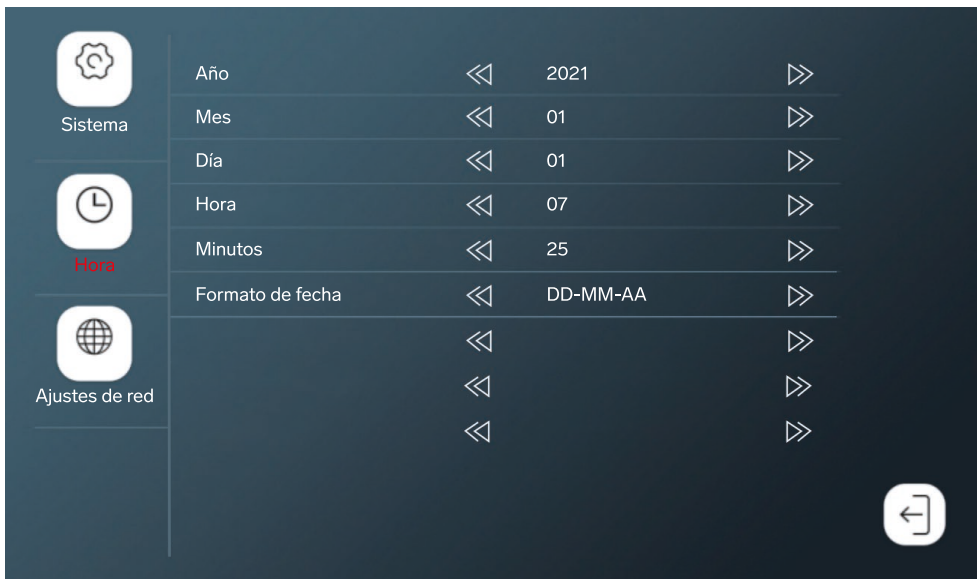 Sistema
Hora
Ajustes de red
Año 2021
Mes 01
Día 01
Hora 07
Minutos 25
Formato de fecha DD-MM-AA